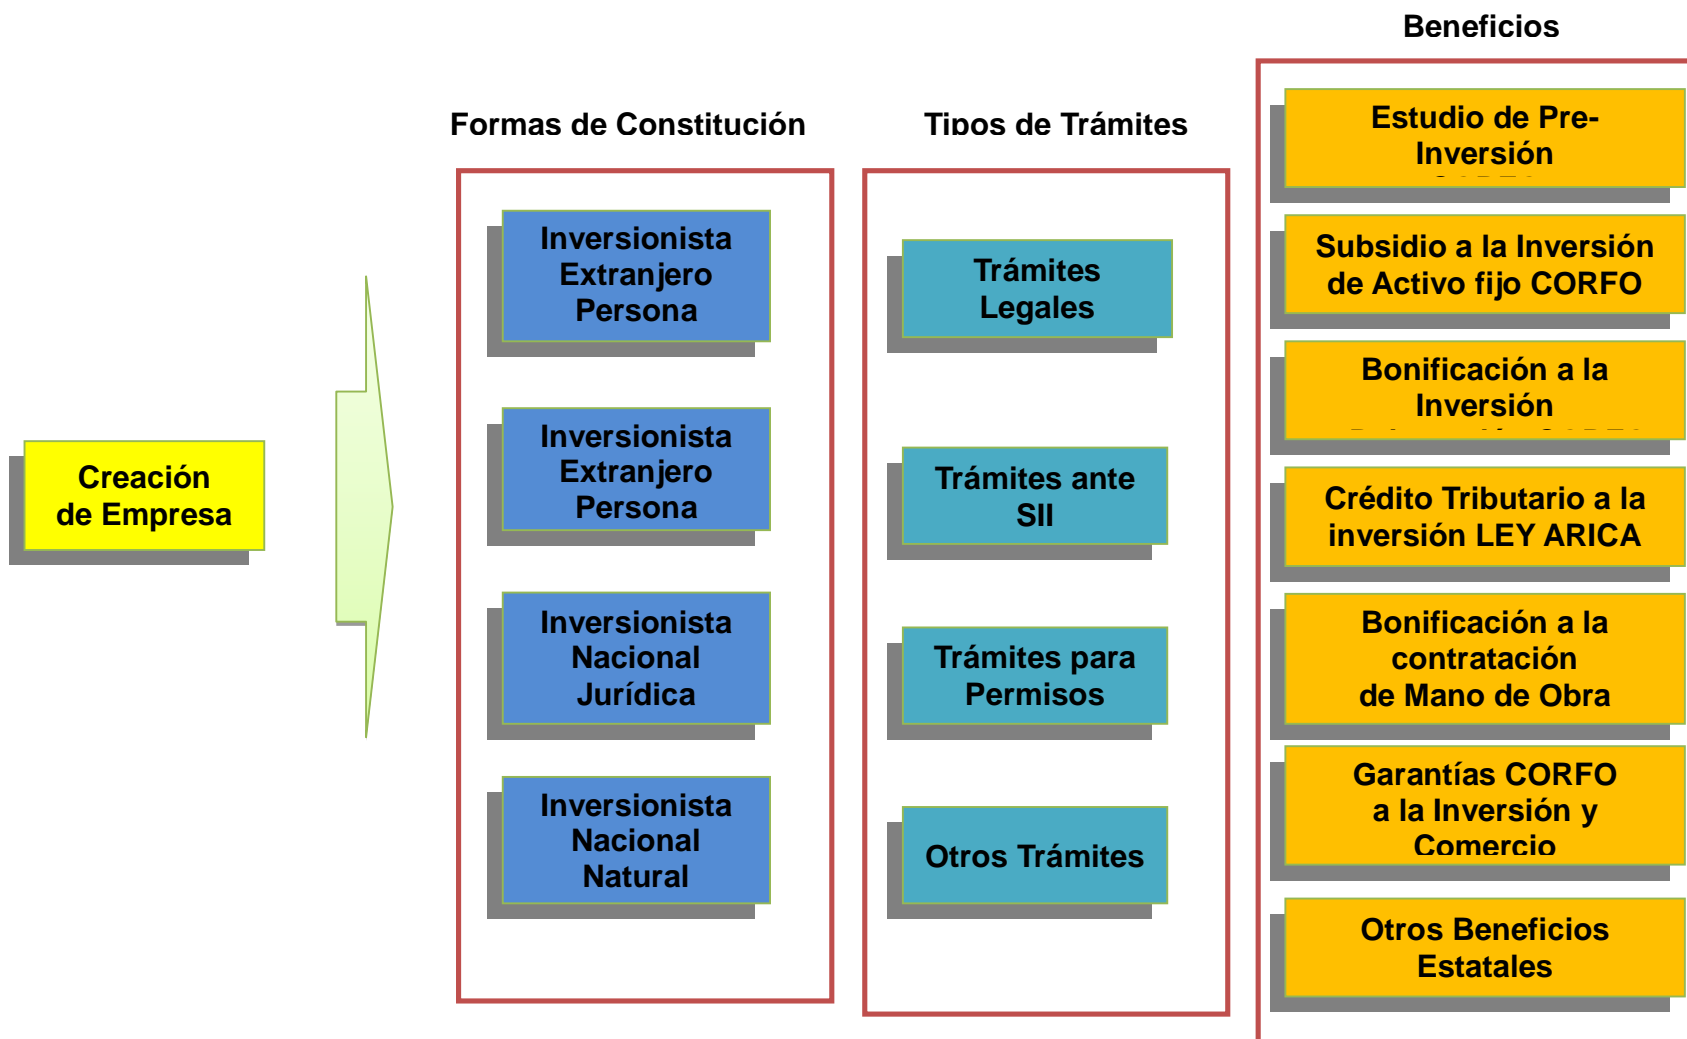 Beneficios
Formas de Constitución
Tipos de Trámites
Creación
de Empresa
Inversionista
Extranjero
Persona
Inversionista
Extranjero
Persona
Inversionista
Nacional
Jurídica
Inversionista
Nacional
Natural
Trámites
Legales
Trámites ante
SII
Trámites para
Permisos
Otros Trámites
Estudio de Pre-
Inversión
Subsidio a la Inversión
de Activo fijo CORFO
Bonificación a la
Inversión
Crédito Tributario a la
inversión LEY ARICA
Bonificación a la
contratación
de Mano de Obra
Garantías CORFO
a la Inversión y
Comercio
Otros Beneficios
Estatales